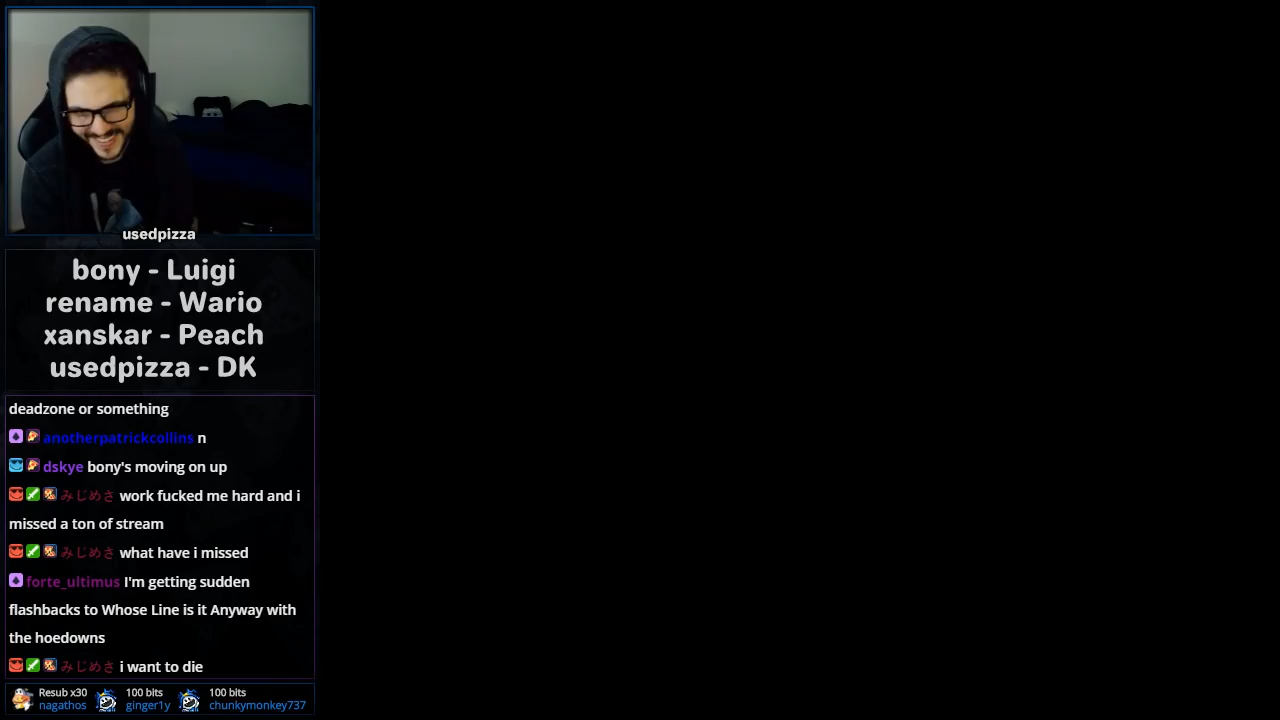 usedpizza
bony - Luigi
rename - Wario
xanskar - Peach
usedpizza - DK
deadzone or something
anotherpatrickcollins n
dskye bony's moving on up
みじめさ work fucked me hard and i
missed a ton of stream
みじめさ what have i missed
forte_ultimus I'm getting sudden
flashbacks to Whose Line is it Anyway with
the hoedowns
みじめさ i want to die
Resub x30
nagathos
100 bits
ginger1y
100 bits
chunkymonkey737